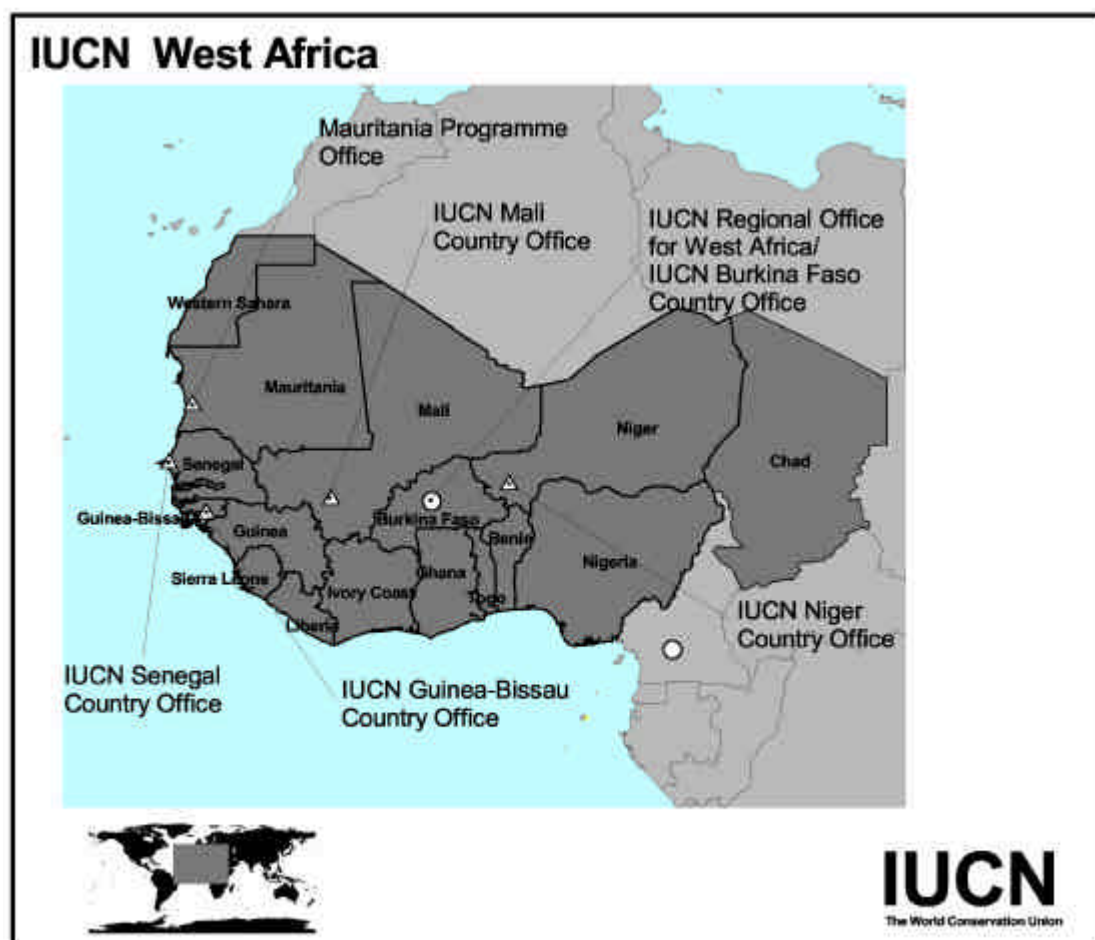 IUCN West Africa
Mauritania Programme
Office
IUCN Mali
Country Office
IUCN Regional Office
for West Africa/
IUCN Burkina Faso
Country Office
Western Sahara
Mauritania
Mali
Niger
Chad
Senegal
Guinea-Bissau
Guinea
Burkina Faso
Benin
Nigeria
Sierra Leone
Ivory Coast
Ghana
Togo
Liberia
IUCN Niger
Country Office
IUCN Senegal
Country Office
IUCN Guinea-Bissau
Country Office
IUCN
The World Conservation Union